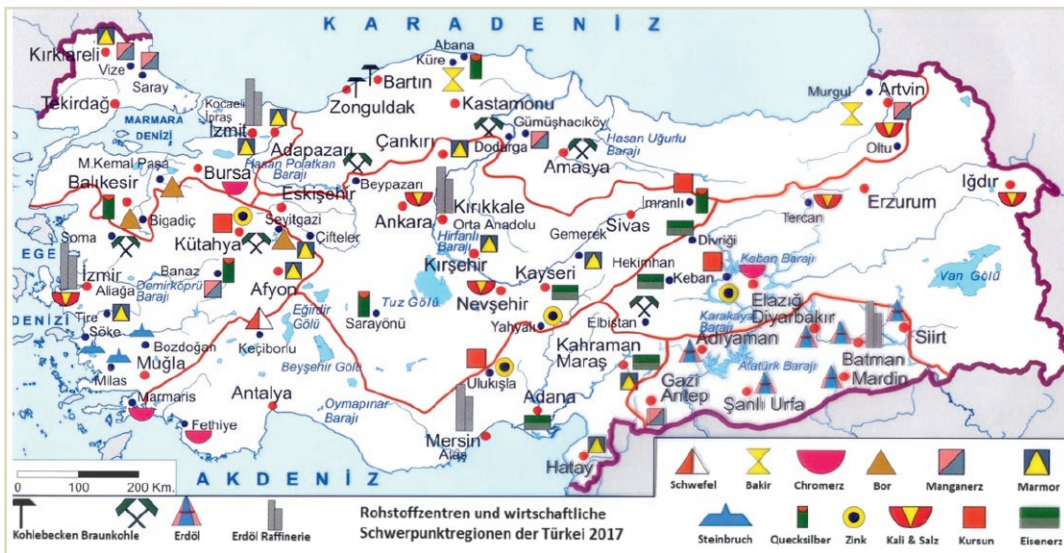 KARADENİZ
Kırklareli
Vize
Saray
Tekirdağ
MARMARA
DENİZİ
Kocaeli
İpraş
İzmit
Adapazarı
Zonguldak
Bartın
Abana
Küre
Kastamonu
Çankırı
Dodurga
Gümüşhacıköy
Amasya
Hasan Uğurlu
Barajı
Murgul
Artvin
Oltu
M.Kemal Paşa
Bursa
Hasan Polatkan
Barajı
Balıkesir
Bigadiç
Eskişehir
Beypazarı
Ankara
Kırıkkale
Orta Anadolu
Sivas
İmranlı
Tercan
Erzurum
Iğdır
Seyitgazi
Kütahya
Çifteler
Soma
EGE
DENİZİ
İzmir
Aliağa
Demirköprü
Barajı
Banaz
Afyon
Hirfanlı
Barajı
Kırşehir
Gemerek
Kayseri
Divriği
Hekimhan
Keban
Keban Barajı
Elazığ
Van Gölü
Tire
Söke
Bozdoğan
Milas
Muğla
Keçiborlu
Eğirdir
Gölü
Tuz Gölü
Sarayönü
Nevşehir
Yahyalı
Elbistan
Karakaya
Barajı
Diyarbakır
Adıyaman
Siirt
Batman
Mardin
Beyşehir Gölü
Kahraman
Maraş
Atatürk Barajı
Ulukışla
Gazi
Antep
Şanlı Urfa
Marmaris
Fethiye
Antalya
Oymapınar
Barajı
Mersin
Ataş
Adana
Hatay
AKDENİZ
0 100 200 Km.
Schwefel Bakir Chromerz Bor Manganerz Marmor
Kohlebecken Braunkohle Erdöl Erdöl Raffinerie
Rohstoffzentren und wirtschaftliche
Schwerpunktregionen der Türkei 2017
Steinbruch Quecksilber Zink Kali & Salz Kursun Eisenerz